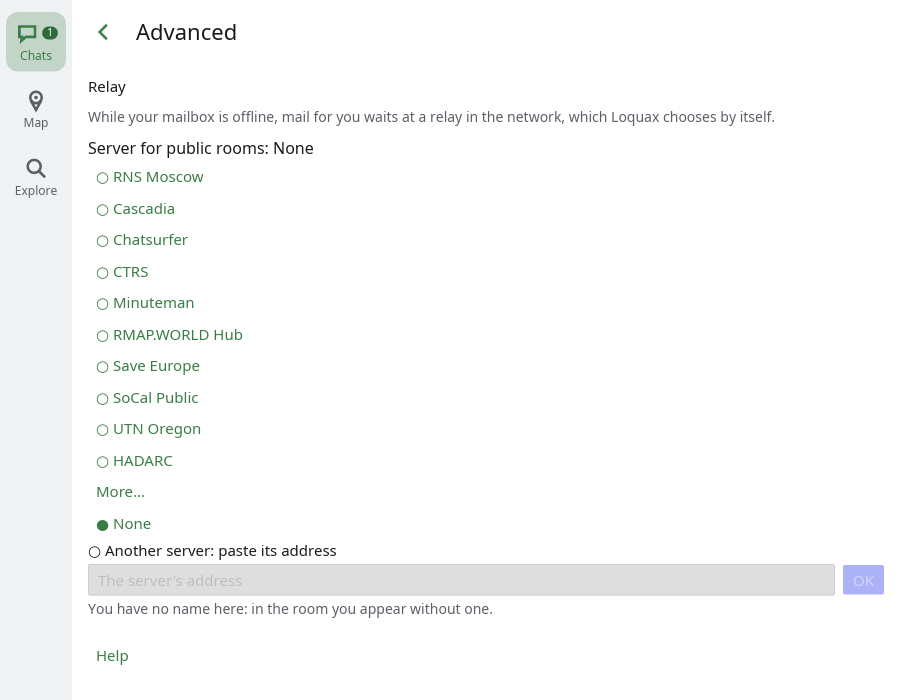 1
Chats
Map
Explore
Advanced
Relay
While your mailbox is offline, mail for you waits at a relay in the network, which Loquax chooses by itself.
Server for public rooms: None
○ RNS Moscow
○ Cascadia
○ Chatsurfer
○ CTRS
○ Minuteman
○ RMAP.WORLD Hub
○ Save Europe
○ SoCal Public
○ UTN Oregon
○ HADARC
More…
● None
○ Another server: paste its address
The server's address
OK
You have no name here: in the room you appear without one.
Help